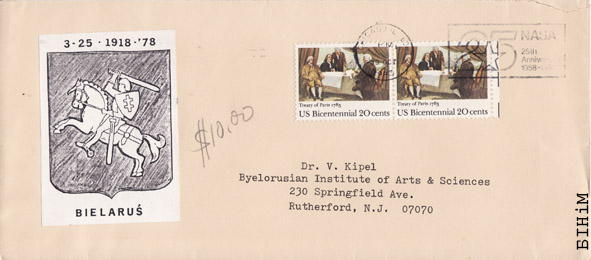 3-25 · 1918-'78
BIELARUŚ
$10.00
NASA
25th
1958-
Treaty of Paris 1783
US Bicentennial 20 cents
Treaty of Paris 1783
US Bicentennial 20 cents
Dr. V. Kipel
Byelorusian Institute of Arts & Sciences
230 Springfield Ave.
Rutherford, N.J. 07070
БІНіМ